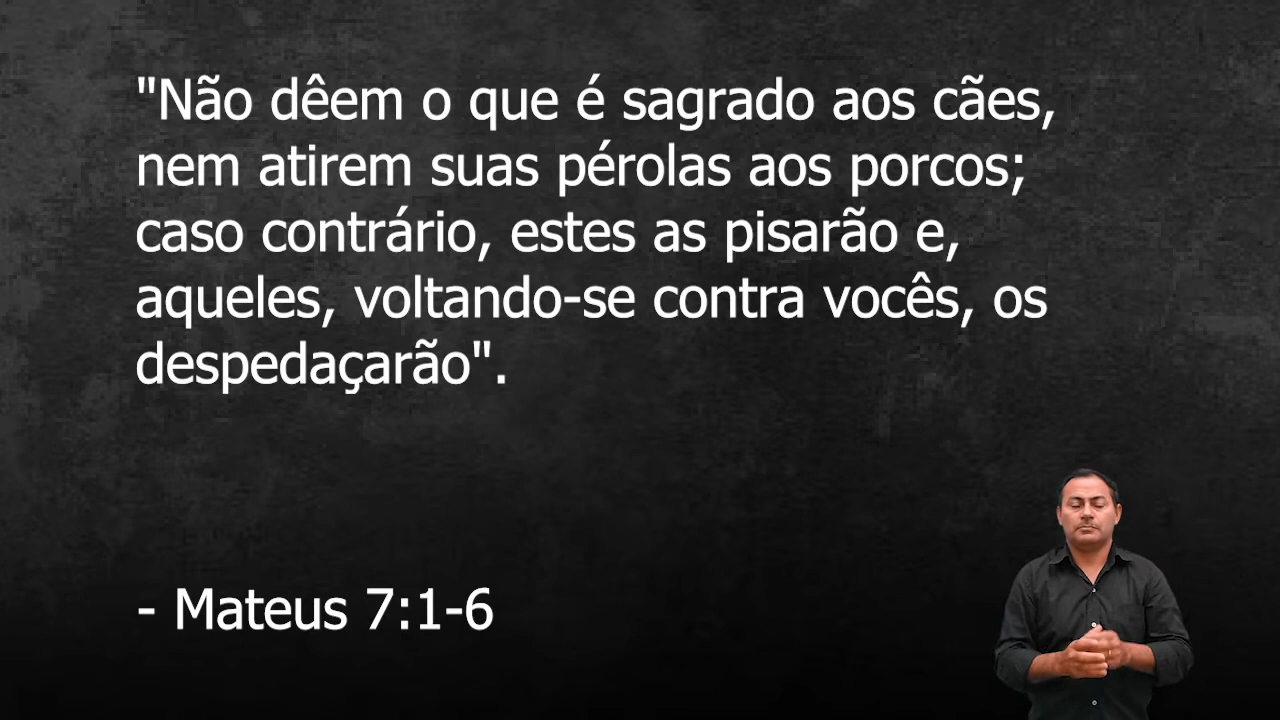 "Não dêem o que é sagrado aos cães,
nem atirem suas pérolas aos porcos;
caso contrário, estes as pisarão e,
aqueles, voltando-se contra vocês, os
despedaçarão".
- Mateus 7:1-6